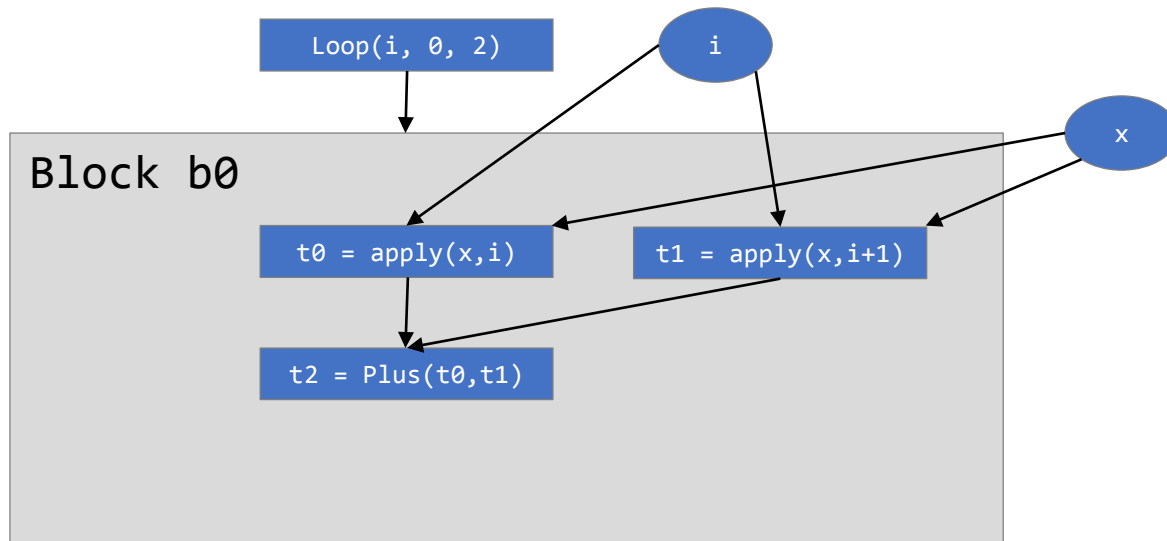 Loop(i, 0, 2)
i
x
Block b0
t0 = apply(x,i)
t1 = apply(x,i+1)
t2 = Plus(t0,t1)